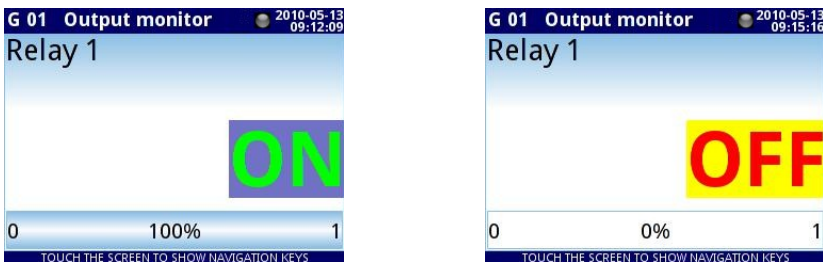 G 01 Output monitor 2010-05-13 09:12:09
Relay 1
ON
0 100% 1
TOUCH THE SCREEN TO SHOW NAVIGATION KEYS
G 01 Output monitor 2010-05-13 09:15:16
Relay 1
OFF
0 0% 1
TOUCH THE SCREEN TO SHOW NAVIGATION KEYS